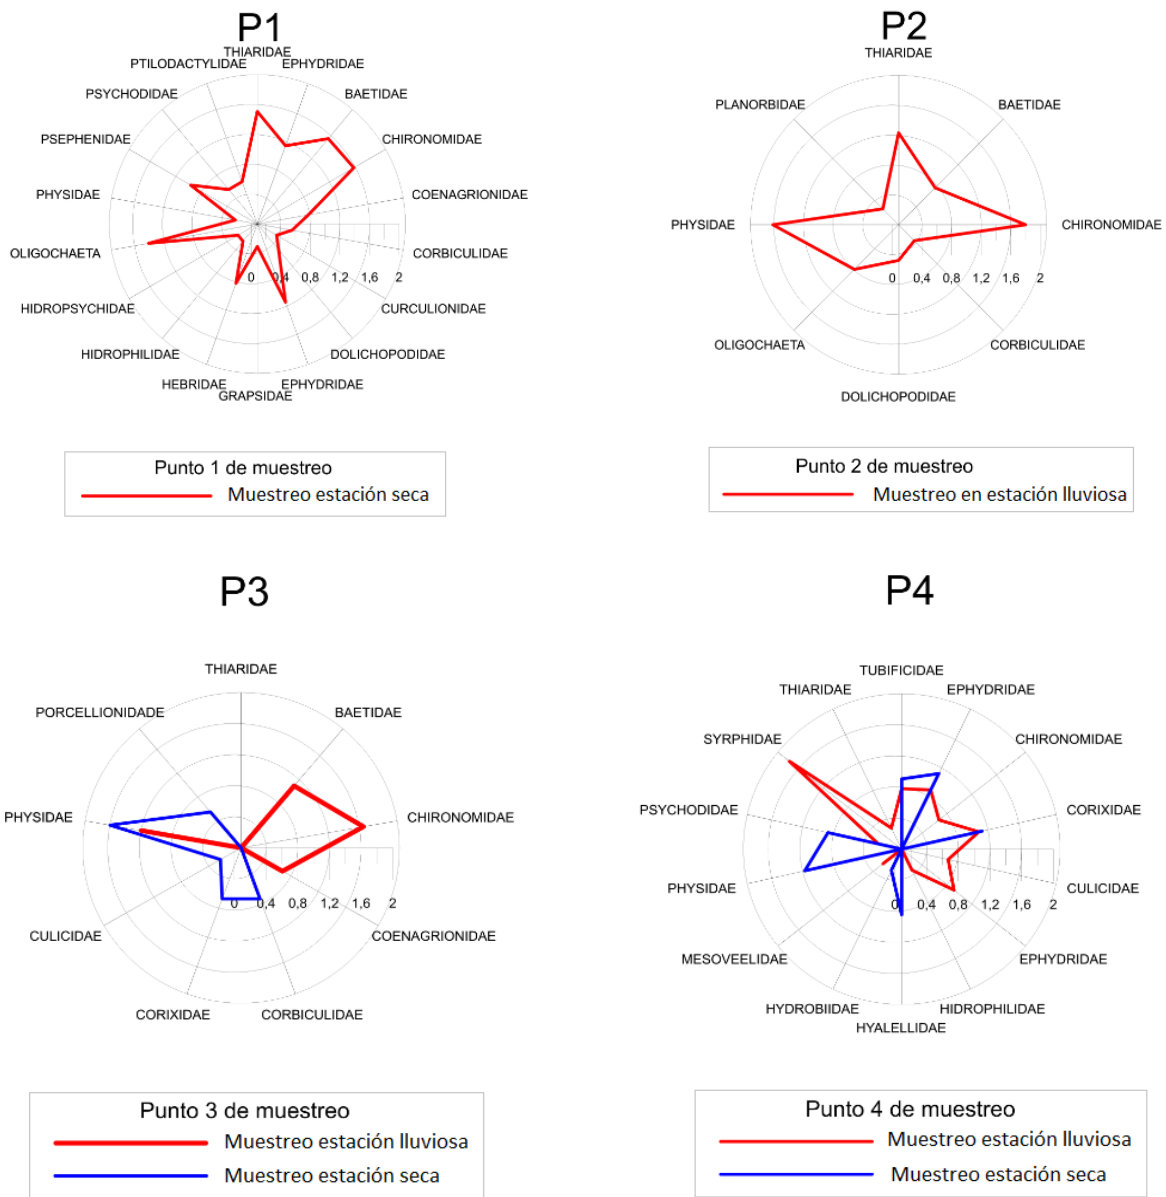 P1
THIARIDAE
PTILODACTYLIDAE
EPHYDRIDAE
PSYCHODIDAE
BAETIDAE
PSEPHENIDAE
CHIRONOMIDAE
PHYSIDAE
COENAGRIONIDAE
OLIGOCHAETA
CORBICULIDAE
0 0,4 0,8 1,2 1,6 2
HIDROPSYCHIDAE
CURCULIONIDAE
HIDROPHILIDAE
DOLICHOPODIDAE
HEBRIDAE
EPHYDRIDAE
GRAPSIDAE
Punto 1 de muestreo
Muestreo estación seca
P2
THIARIDAE
PLANORBIDAE
BAETIDAE
PHYSIDAE
CHIRONOMIDAE
0 0,4 0,8 1,2 1,6 2
OLIGOCHAETA
CORBICULIDAE
DOLICHOPODIDAE
Punto 2 de muestreo
Muestreo en estación lluviosa
P3
THIARIDAE
PORCELLIONIDADE
BAETIDAE
PHYSIDAE
CHIRONOMIDAE
0 0,4 0,8 1,2 1,6 2
CULICIDAE
COENAGRIONIDAE
CORIXIDAE
CORBICULIDAE
Punto 3 de muestreo
Muestreo estación lluviosa
Muestreo estación seca
P4
TUBIFICIDAE
THIARIDAE
EPHYDRIDAE
SYRPHIDAE
CHIRONOMIDAE
PSYCHODIDAE
CORIXIDAE
PHYSIDAE
CULICIDAE
0 0,4 0,8 1,2 1,6 2
MESOVEELIDAE
EPHYDRIDAE
HYDROBIIDAE
HIDROPHILIDAE
HYALELLIDAE
Punto 4 de muestreo
Muestreo estación lluviosa
Muestreo estación seca